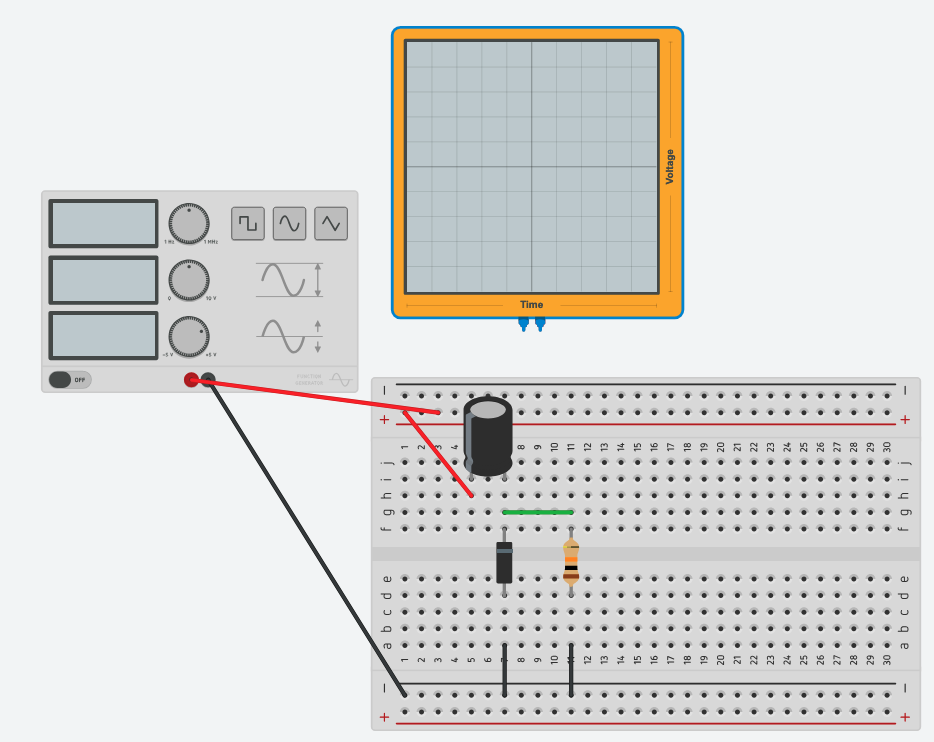 Voltage
Time
1 Hz
1 MHz
0
10 V
-5 V
+5 V
OFF
FUNCTION
GENERATOR
− −
+ +
1 2 3 4 8 9 10 11 12 13 14 15 16 17 18 19 20 21 22 23 24 25 26 27 28 29 30
j j
i i
h h
g g
f f
e e
d d
c c
b b
a a
1 2 3 4 5 6 7 8 9 10 11 12 13 14 15 16 17 18 19 20 21 22 23 24 25 26 27 28 29 30
− −
+ +